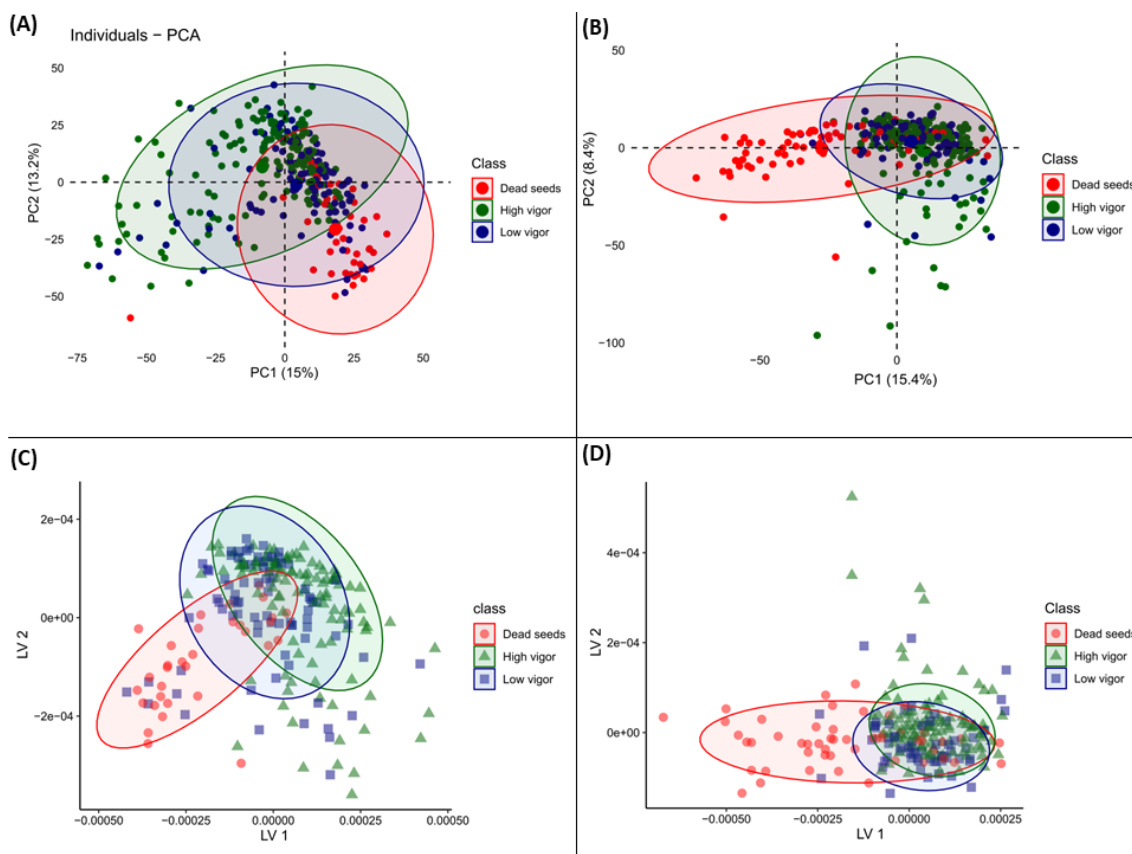 (A)
Individuals – PCA
50
25
0
−25
−50
PC2 (13.2%)
−75
−50
−25
0
25
50
PC1 (15%)
Class
Dead seeds
High vigor
Low vigor
(B)
50
0
−50
−100
PC2 (8.4%)
−50
0
PC1 (15.4%)
Class
Dead seeds
High vigor
Low vigor
(C)
2e−04
0e+00
−2e−04
LV 2
−0.00050
−0.00025
0.00000
0.00025
0.00050
LV 1
class
Dead seeds
High vigor
Low vigor
(D)
4e−04
2e−04
0e+00
LV 2
−0.00050
−0.00025
0.00000
0.00025
LV 1
Class
Dead seeds
High vigor
Low vigor